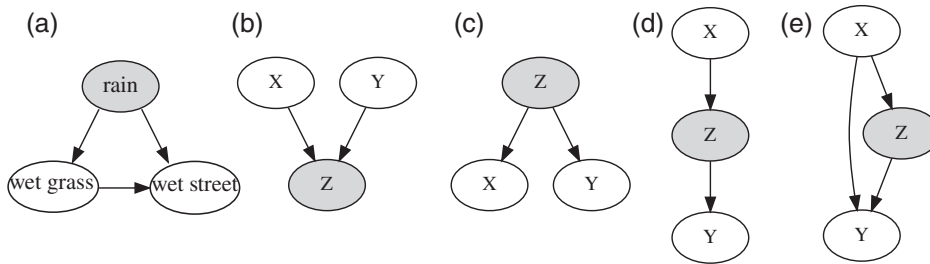 (a)
rain
wet grass
wet street
(b)
X
Y
Z
(c)
Z
X
Y
(d)
X
Z
Y
(e)
X
Z
Y